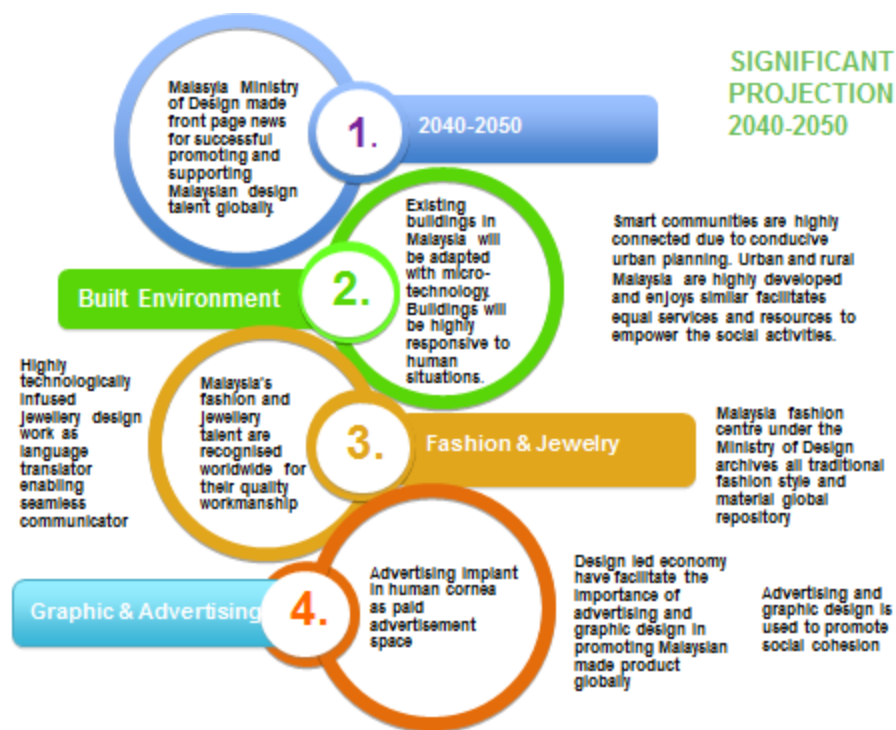 SIGNIFICANT
PROJECTION
2040-2050
Malasyia Ministry
of Design made
front page news
for successful
promoting and
supporting
Malaysian design
talent globally.
1.
2040-2050
Built Environment
2.
Existing
buildings in
Malaysia will
be adapted
with micro-
technology.
Buildings will
be highly
responsive to
human
situations.
Smart communities are highly
connected due to conducive
urban planning. Urban and rural
Malaysia are highly developed
and enjoys similar facilitates
equal services and resources to
empower the social activities.
Highly
technologically
infused
jewellery design
work as
language
translator
enabling
seamless
communicator
Malaysia's
fashion and
jewellery
talent are
recognised
worldwide for
their quality
workmanship
3.
Fashion & Jewelry
Malaysia fashion
centre under the
Ministry of Design
archives all traditional
fashion style and
material global
repository
Graphic & Advertising
4.
Advertising implant
in human cornea
as paid
advertisement
space
Design led economy
have facilitate the
importance of
advertising and
graphic design in
promoting Malaysian
made product
globally
Advertising and
graphic design is
used to promote
social cohesion